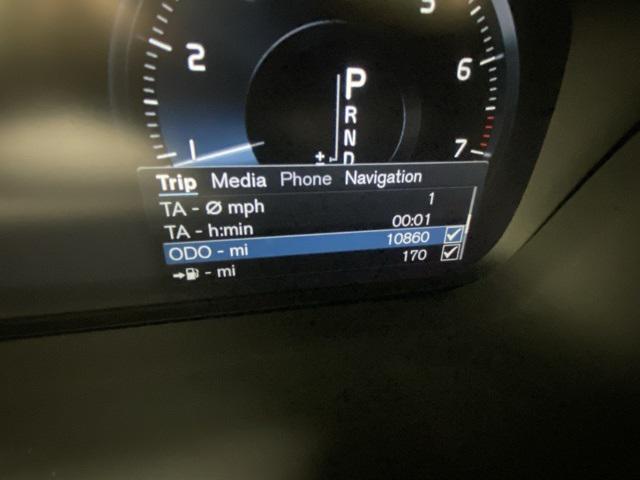 5
2
6
P
R
N
D
±
1
7
Trip Media Phone Navigation
TA - Ø mph 1
TA - h:min 00:01
ODO - mi 10860
→⛽ - mi 170